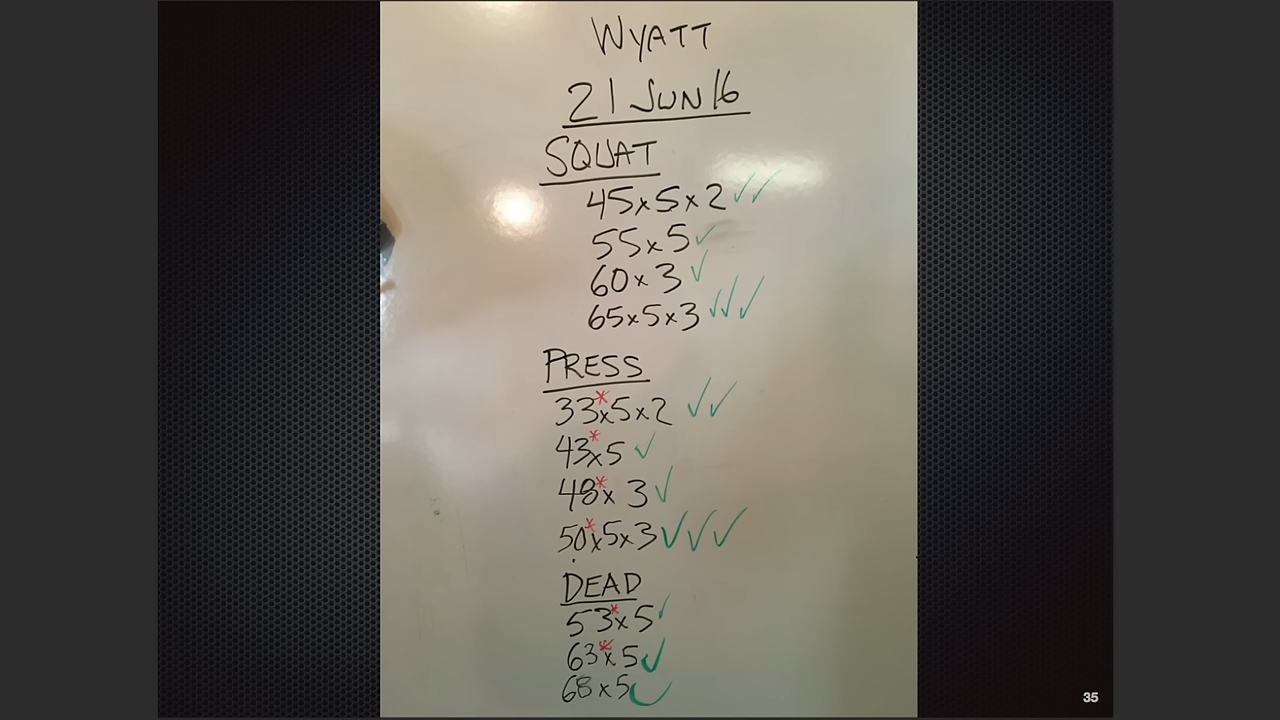 WYATT
21 JUN 16
SQUAT
45x5x2 ✓✓
55x5 ✓
60x3 ✓
65x5x3 ✓✓✓
PRESS
33*x5x2 ✓✓
43*x5 ✓
48*x3 ✓
50*x5x3 ✓✓✓
DEAD
53*x5 ✓
63*x5 ✓
68x5 ✓
35